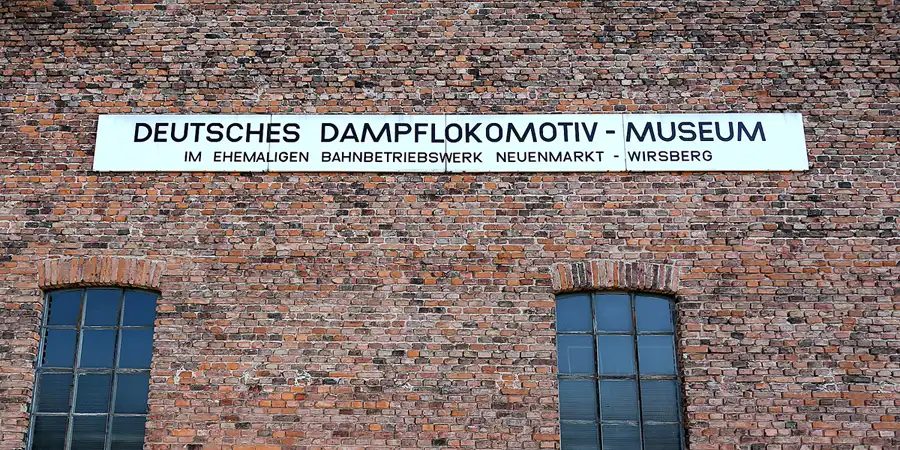 DEUTSCHES DAMPFLOKOMOTIV - MUSEUM
IM EHEMALIGEN BAHNBETRIEBSWERK NEUENMARKT - WIRSBERG